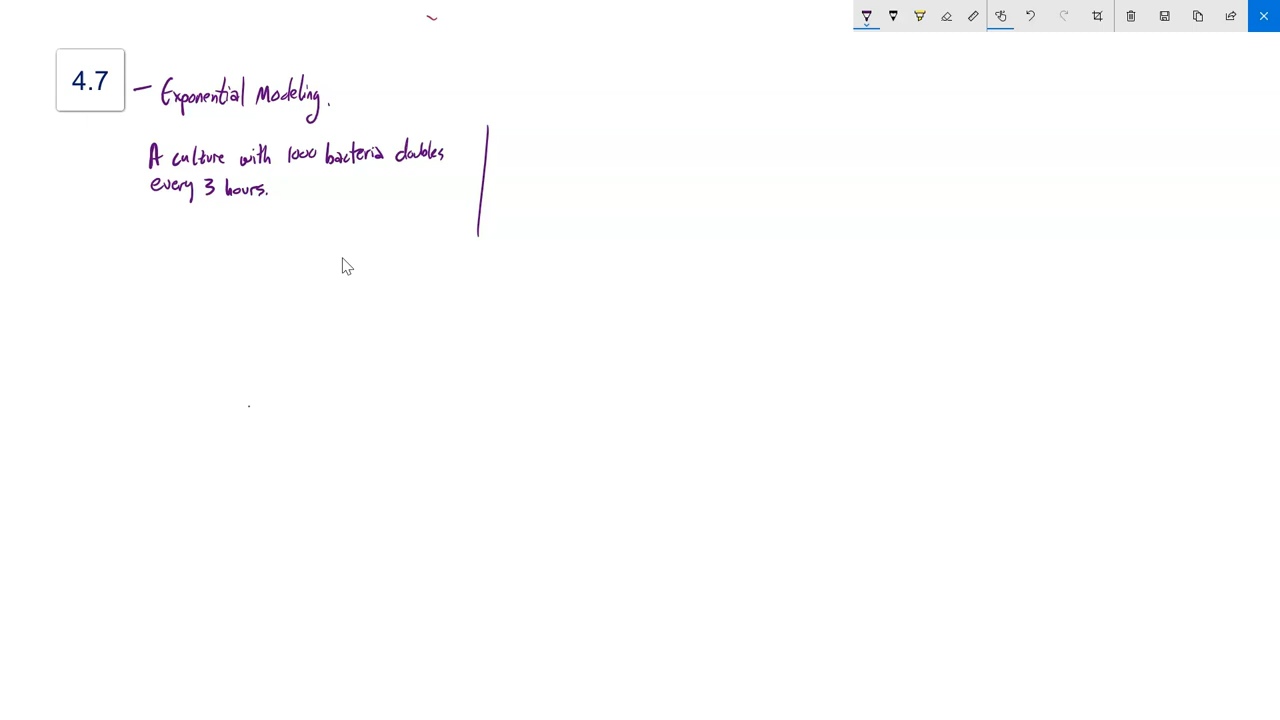 4.7 — Exponential Modeling.
A culture with 1000 bacteria doubles
every 3 hours.